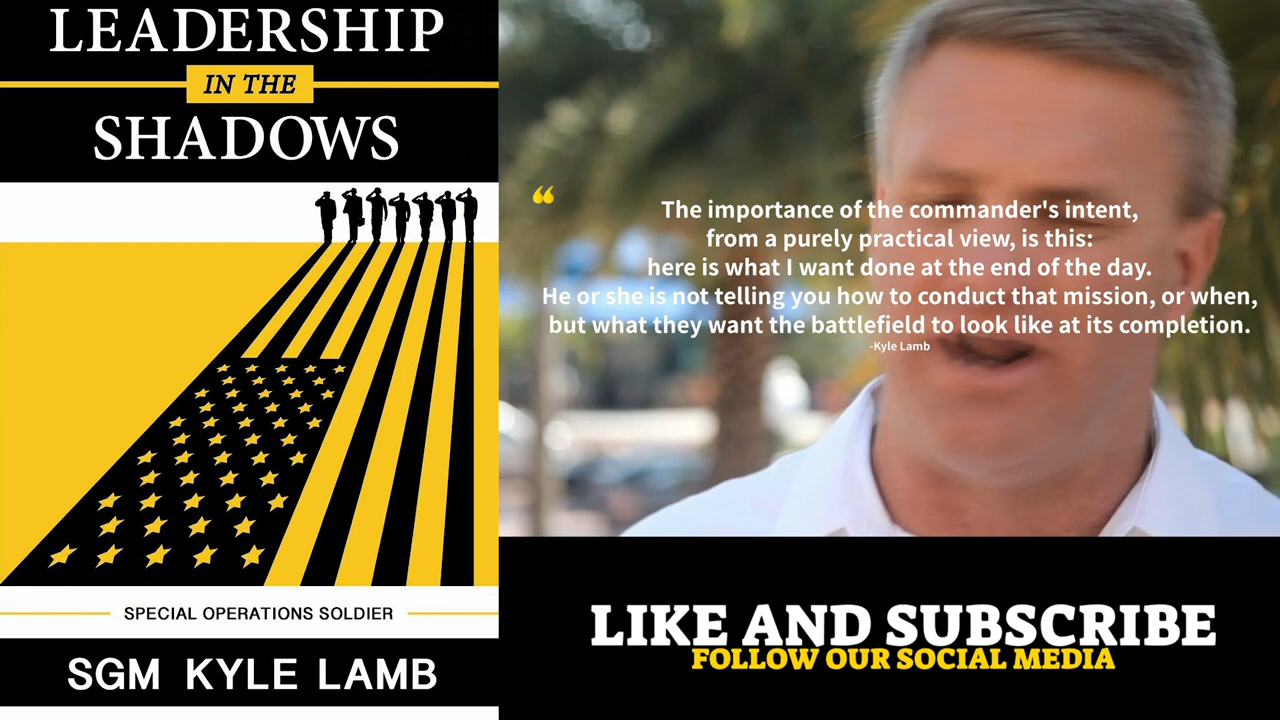 LEADERSHIP
IN THE
SHADOWS
SPECIAL OPERATIONS SOLDIER
SGM KYLE LAMB
“
The importance of the commander's intent,
from a purely practical view, is this:
here is what I want done at the end of the day.
He or she is not telling you how to conduct that mission, or when,
but what they want the battlefield to look like at its completion.
-Kyle Lamb
LIKE AND SUBSCRIBE
FOLLOW OUR SOCIAL MEDIA